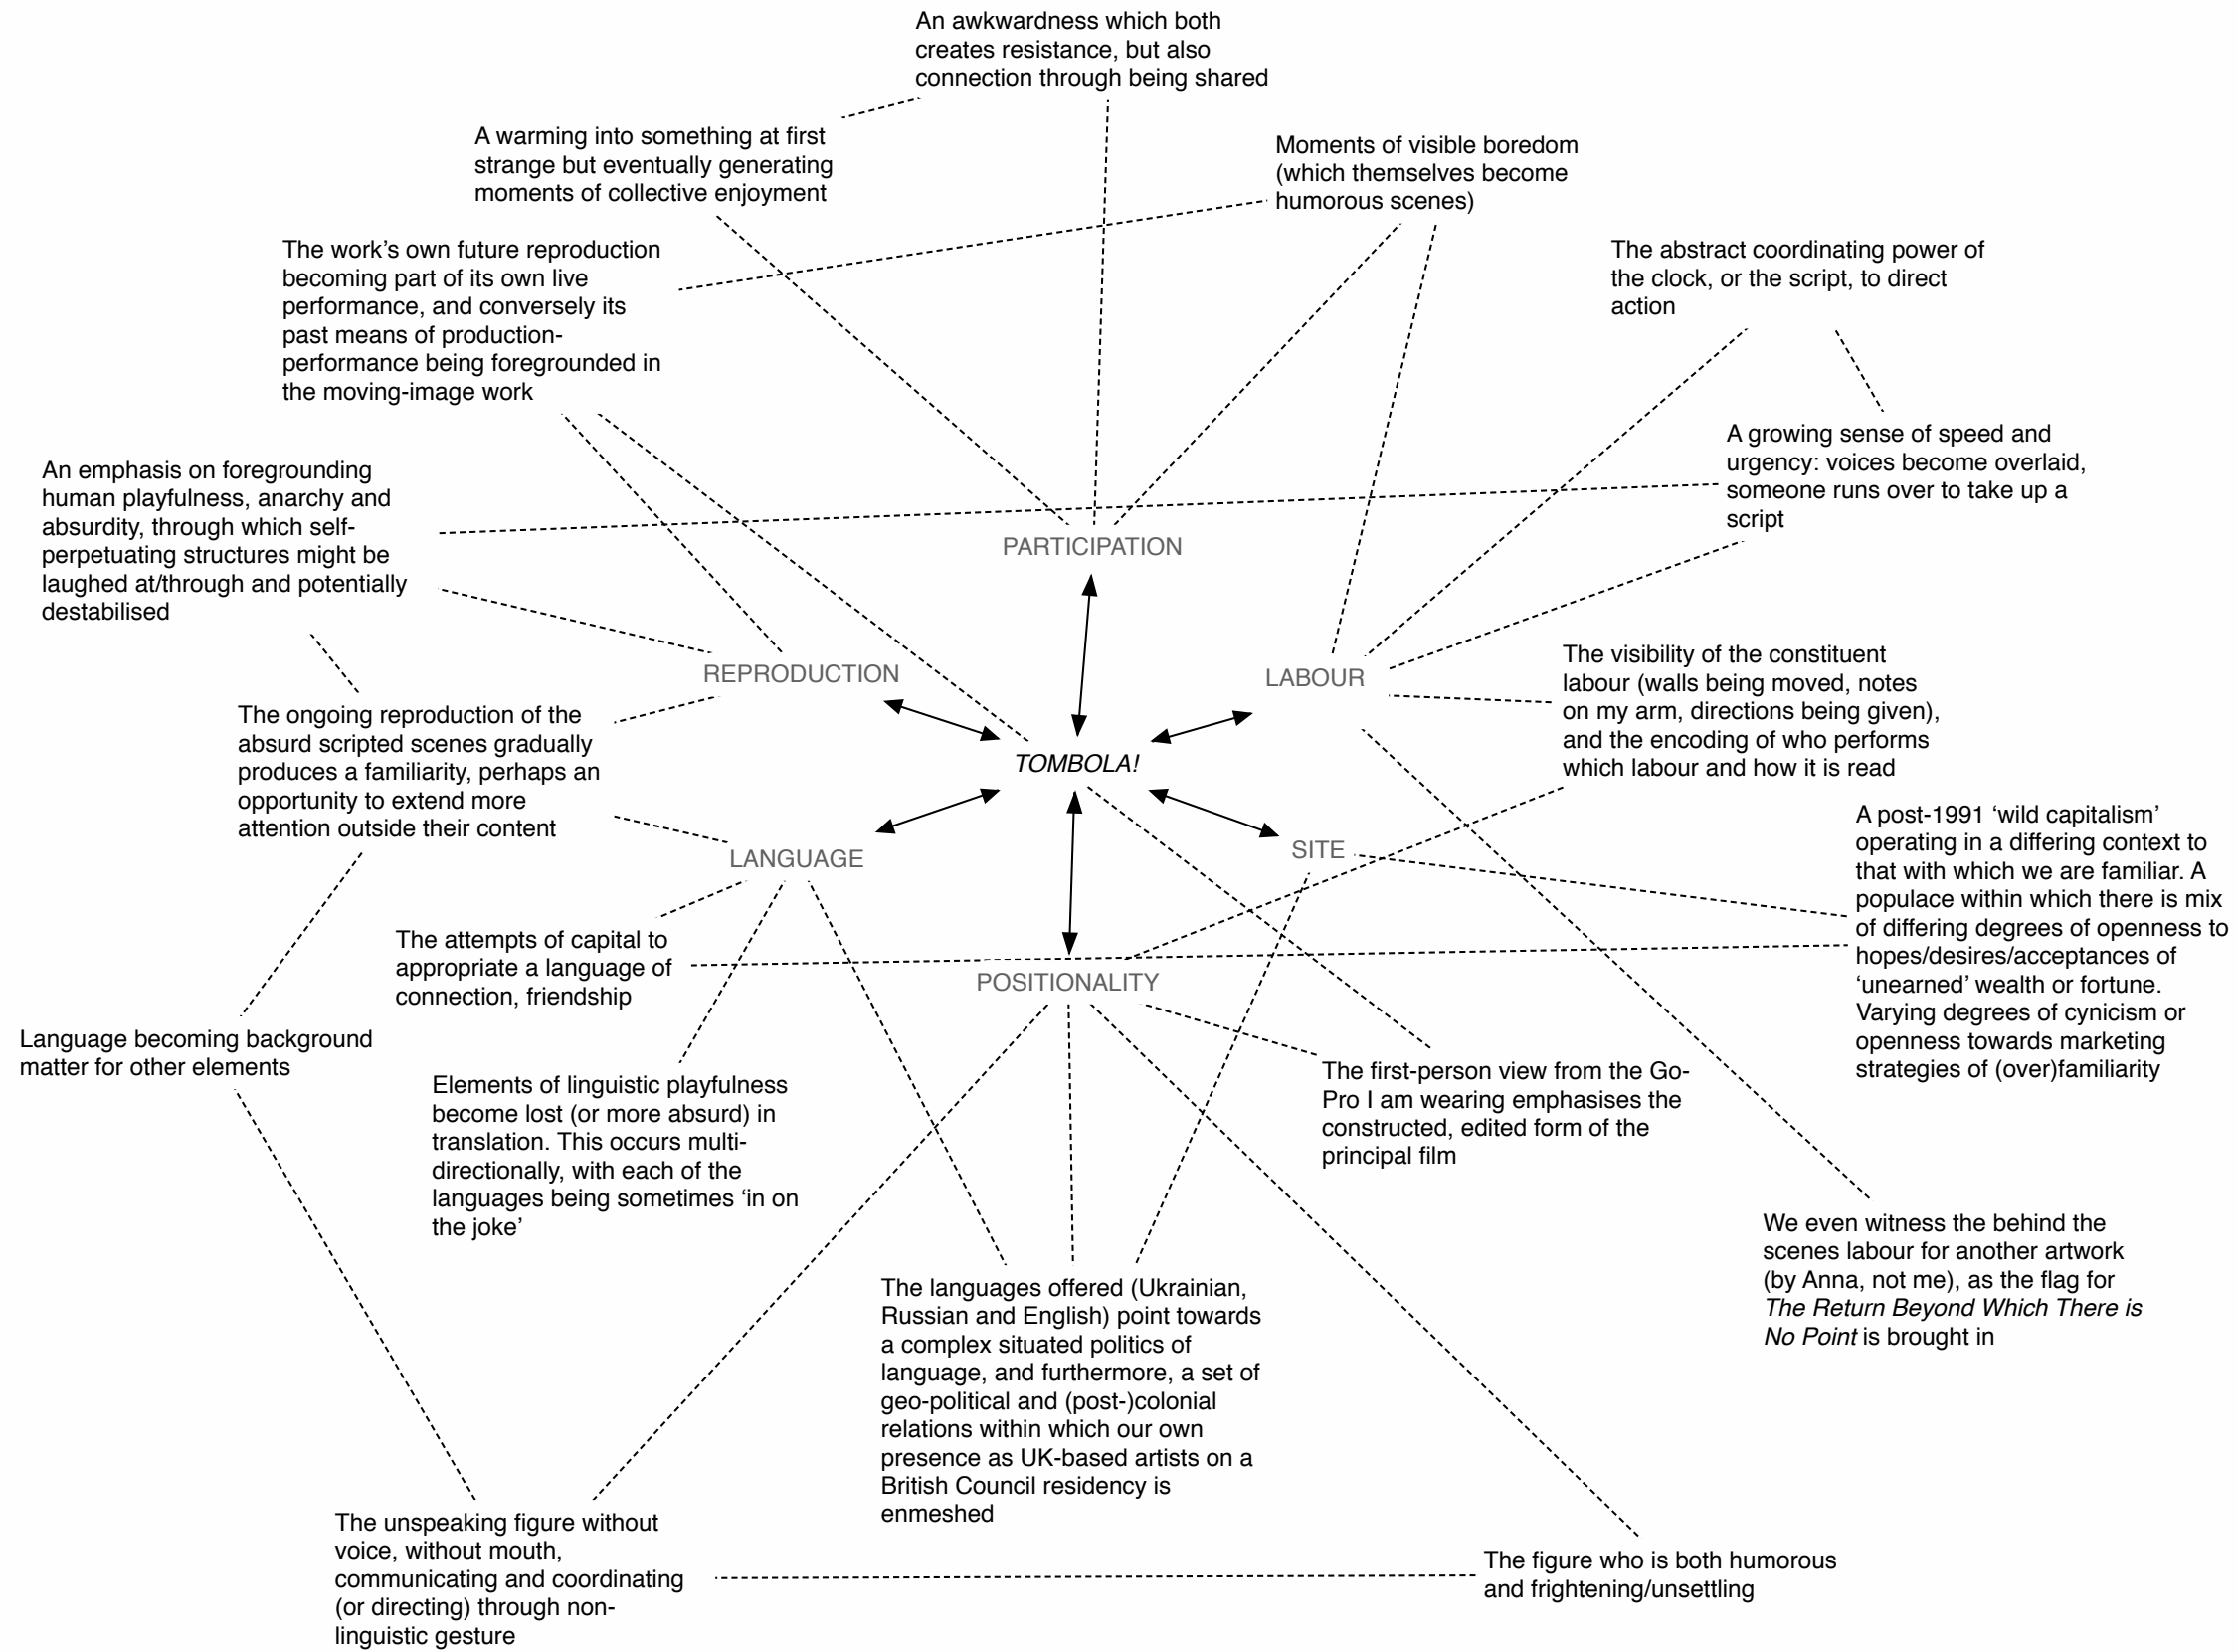 An awkwardness which both
creates resistance, but also
connection through being shared
A warming into something at first
strange but eventually generating
moments of collective enjoyment
Moments of visible boredom
(which themselves become
humorous scenes)
The work’s own future reproduction
becoming part of its own live
performance, and conversely its
past means of production-
performance being foregrounded in
the moving-image work
The abstract coordinating power of
the clock, or the script, to direct
action
An emphasis on foregrounding
human playfulness, anarchy and
absurdity, through which self-
perpetuating structures might be
laughed at/through and potentially
destabilised
A growing sense of speed and
urgency: voices become overlaid,
someone runs over to take up a
script
PARTICIPATION
REPRODUCTION
LABOUR
The visibility of the constituent
labour (walls being moved, notes
on my arm, directions being given),
and the encoding of who performs
which labour and how it is read
The ongoing reproduction of the
absurd scripted scenes gradually
produces a familiarity, perhaps an
opportunity to extend more
attention outside their content
TOMBOLA!
LANGUAGE
SITE
A post-1991 ‘wild capitalism’
operating in a differing context to
that with which we are familiar. A
populace within which there is mix
of differing degrees of openness to
hopes/desires/acceptances of
‘unearned’ wealth or fortune.
Varying degrees of cynicism or
openness towards marketing
strategies of (over)familiarity
The attempts of capital to
appropriate a language of
connection, friendship
POSITIONALITY
Language becoming background
matter for other elements
Elements of linguistic playfulness
become lost (or more absurd) in
translation. This occurs multi-
directionally, with each of the
languages being sometimes ‘in on
the joke’
The first-person view from the Go-
Pro I am wearing emphasises the
constructed, edited form of the
principal film
We even witness the behind the
scenes labour for another artwork
(by Anna, not me), as the flag for
The Return Beyond Which There is
No Point is brought in
The languages offered (Ukrainian,
Russian and English) point towards
a complex situated politics of
language, and furthermore, a set of
geo-political and (post-)colonial
relations within which our own
presence as UK-based artists on a
British Council residency is
enmeshed
The unspeaking figure without
voice, without mouth,
communicating and coordinating
(or directing) through non-
linguistic gesture
The figure who is both humorous
and frightening/unsettling